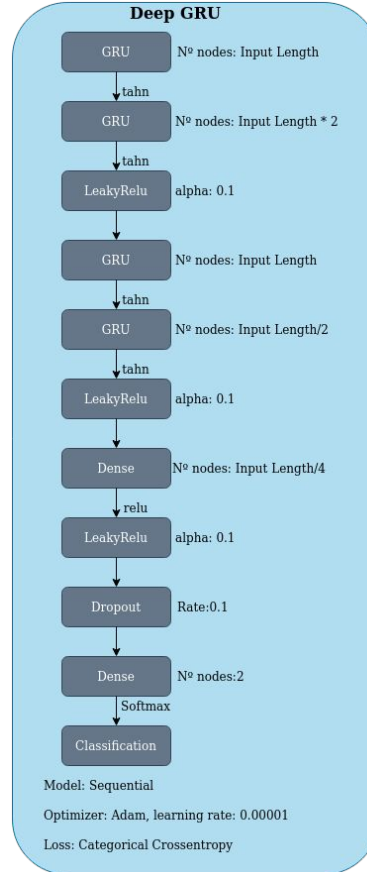 Deep GRU
GRU Nº nodes: Input Length
tahn
GRU Nº nodes: Input Length * 2
tahn
LeakyRelu alpha: 0.1
GRU Nº nodes: Input Length
tahn
GRU Nº nodes: Input Length/2
tahn
LeakyRelu alpha: 0.1
Dense Nº nodes: Input Length/4
relu
LeakyRelu alpha: 0.1
Dropout Rate:0.1
Dense Nº nodes:2
Softmax
Classification
Model: Sequential
Optimizer: Adam, learning rate: 0.00001
Loss: Categorical Crossentropy